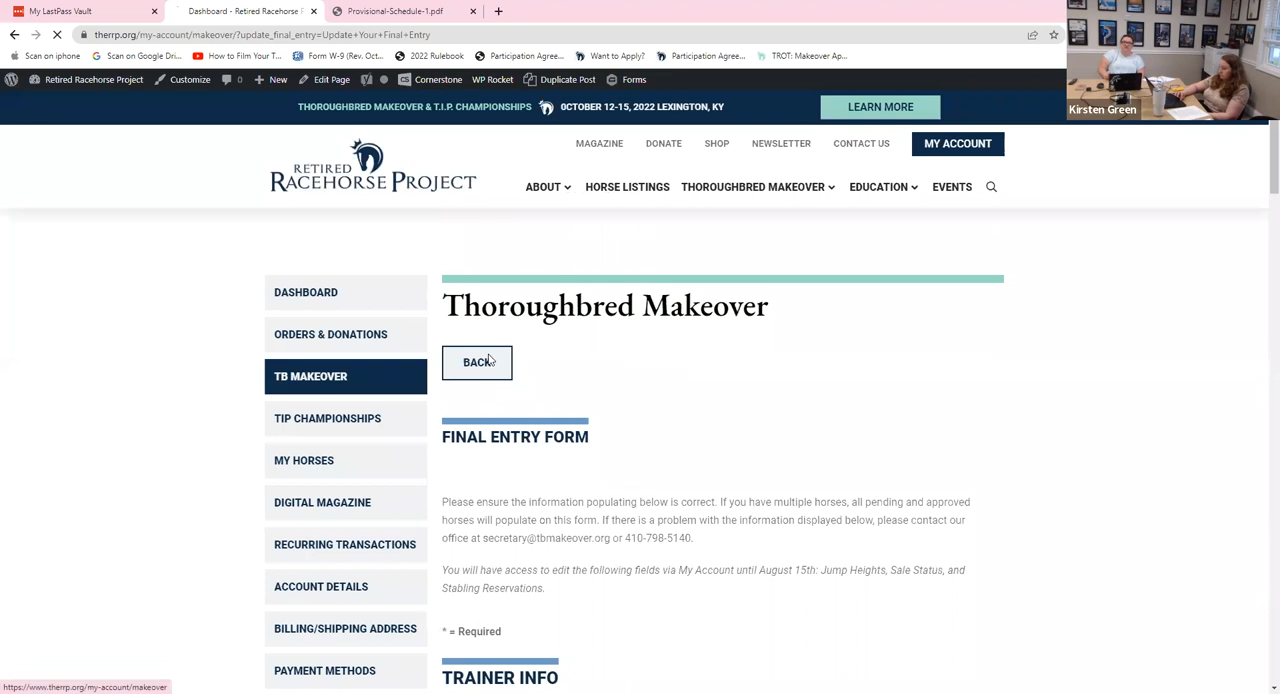 My LastPass Vault
Dashboard - Retired Racehorse P
Provisional-Schedule-1.pdf
therrp.org/my-account/makeover/?update_final_entry=Update+Your+Final+Entry
Scan on iphone
Scan on Google Dri...
How to Film Your T...
Form W-9 (Rev. Oct...
2022 Rulebook
Participation Agree...
Want to Apply?
Participation Agree...
TROT: Makeover Ap...
Retired Racehorse Project
Customize
0
New
Edit Page
Cornerstone
WP Rocket
Duplicate Post
Forms
Kirsten Green
THOROUGHBRED MAKEOVER & T.I.P. CHAMPIONSHIPS
OCTOBER 12-15, 2022 LEXINGTON, KY
LEARN MORE
RETIRED
RACEHORSE PROJECT
MAGAZINE
DONATE
SHOP
NEWSLETTER
CONTACT US
MY ACCOUNT
ABOUT
HORSE LISTINGS
THOROUGHBRED MAKEOVER
EDUCATION
EVENTS
DASHBOARD
ORDERS & DONATIONS
TB MAKEOVER
TIP CHAMPIONSHIPS
MY HORSES
DIGITAL MAGAZINE
RECURRING TRANSACTIONS
ACCOUNT DETAILS
BILLING/SHIPPING ADDRESS
PAYMENT METHODS
Thoroughbred Makeover
BACK
FINAL ENTRY FORM
Please ensure the information populating below is correct. If you have multiple horses, all pending and approved
horses will populate on this form. If there is a problem with the information displayed below, please contact our
office at secretary@tbmakeover.org or 410-798-5140.
You will have access to edit the following fields via My Account until August 15th: Jump Heights, Sale Status, and
Stabling Reservations.
* = Required
TRAINER INFO
https://www.therrp.org/my-account/makeover